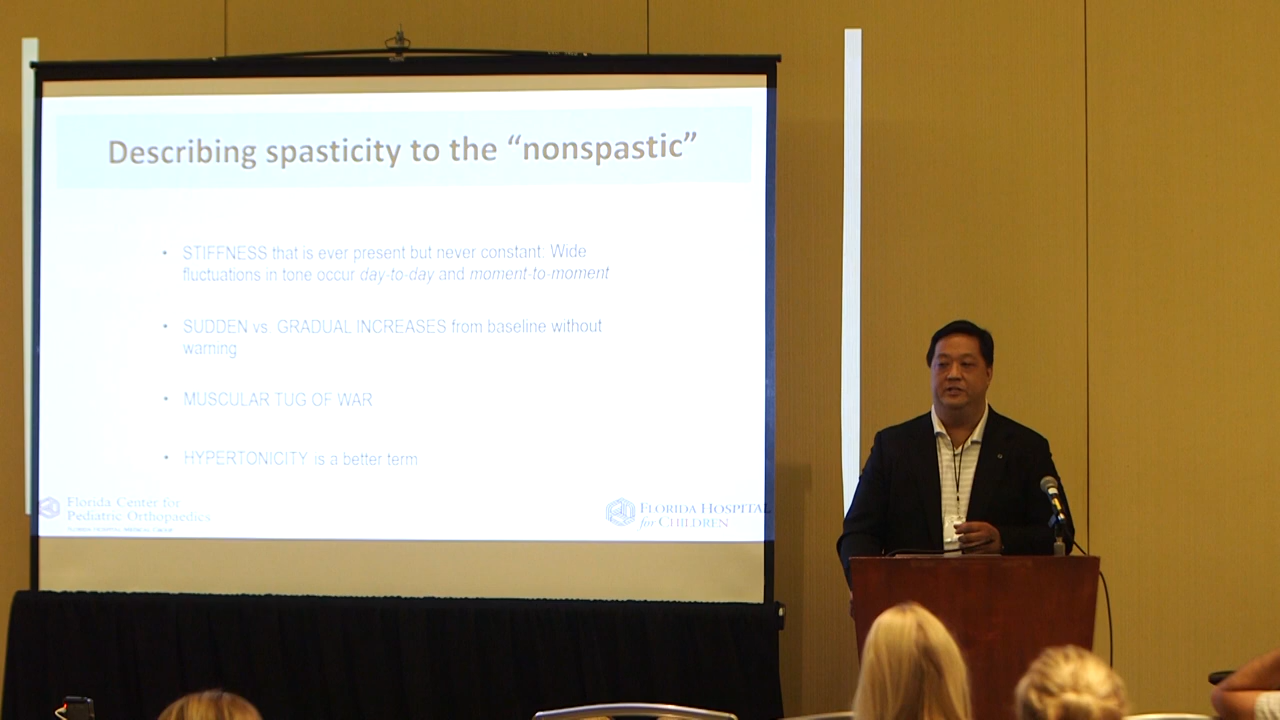 Describing spasticity to the “nonspastic”
• STIFFNESS that is ever present but never constant: Wide
fluctuations in tone occur day-to-day and moment-to-moment
• SUDDEN vs. GRADUAL INCREASES from baseline without
warning
• MUSCULAR TUG OF WAR
• HYPERTONICITY is a better term
Florida Center for
Pediatric Orthopaedics
FLORIDA HOSPITAL
for CHILDREN